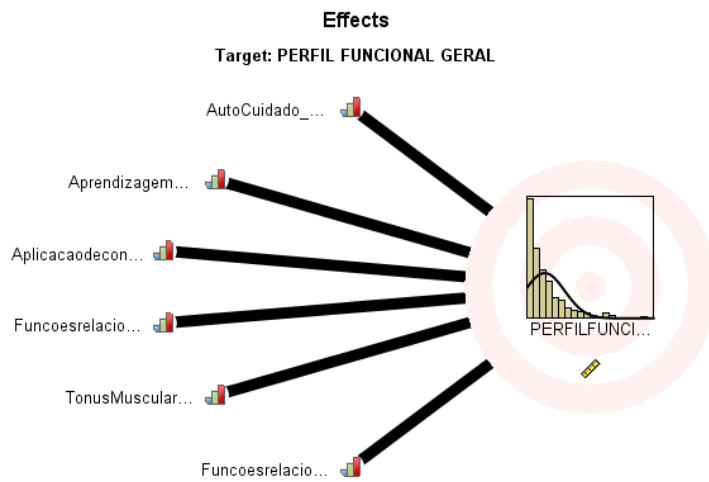 Effects
Target: PERFIL FUNCIONAL GERAL
AutoCuidado_...
Aprendizagem...
Aplicacaodecon...
Funcoesrelacio...
TonusMuscular...
Funcoesrelacio...
PERFILFUNCI...